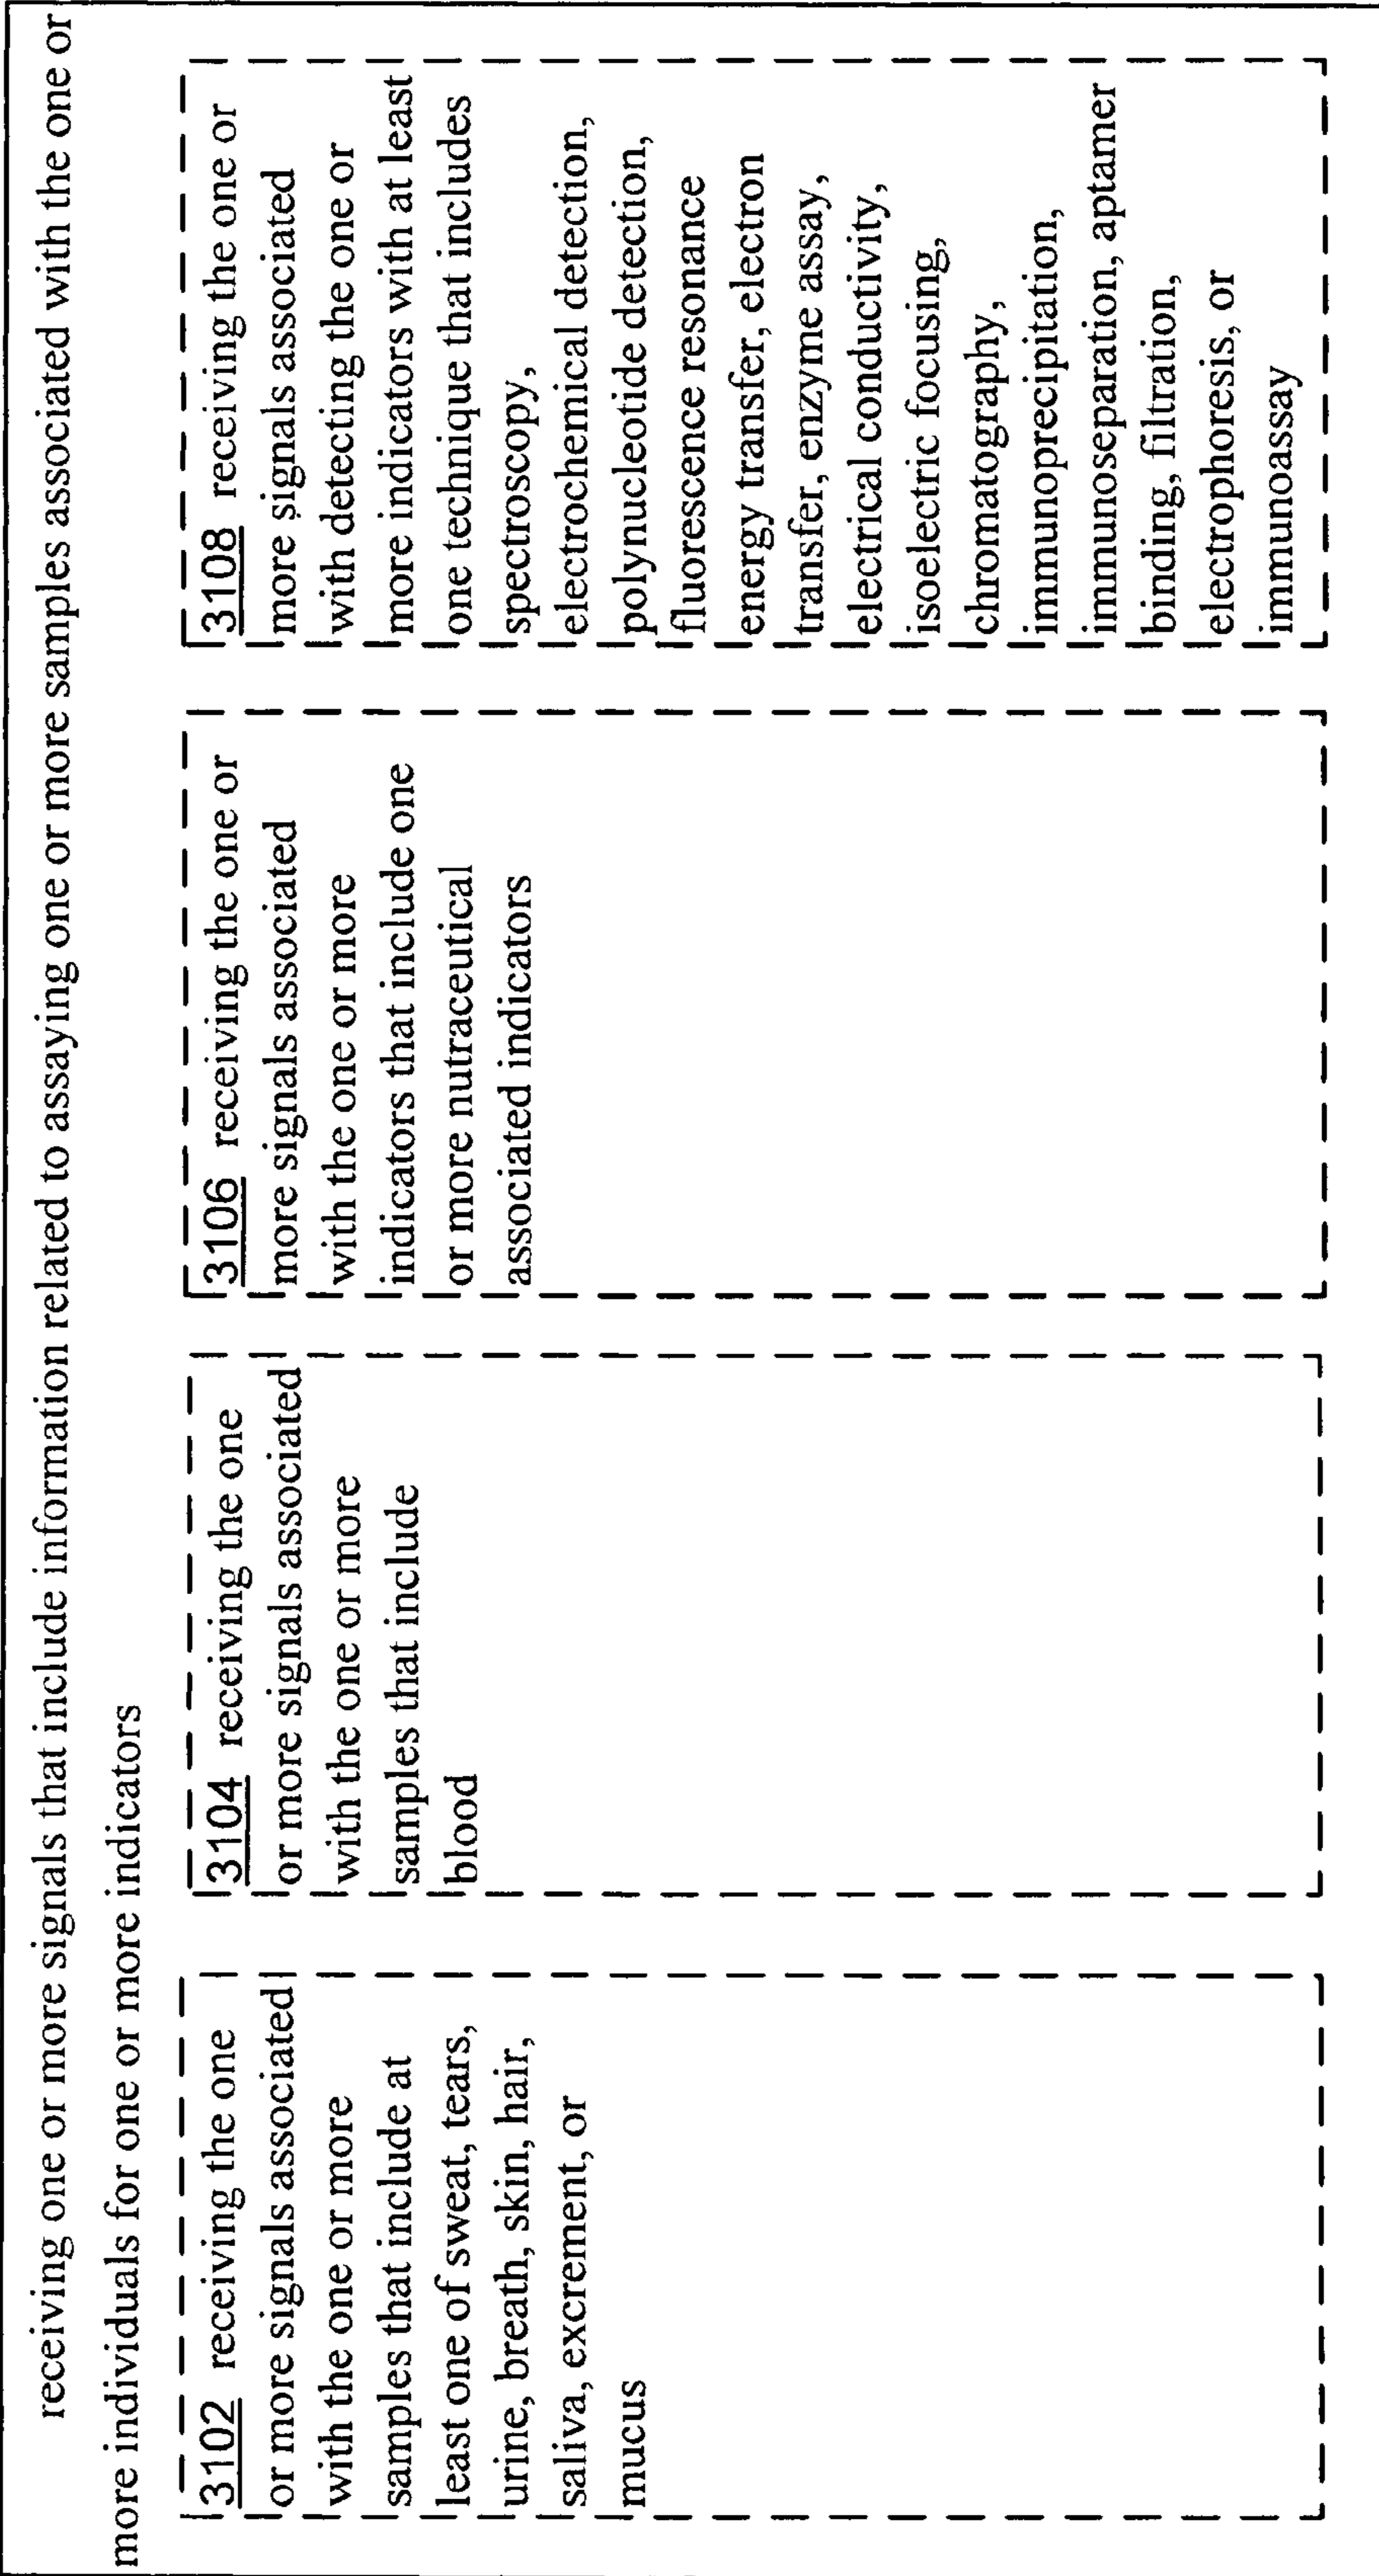 receiving one or more signals that include information related to assaying one or more samples associated with the one or
more individuals for one or more indicators
3102 receiving the one
or more signals associated
with the one or more
samples that include at
least one of sweat, tears,
urine, breath, skin, hair,
saliva, excrement, or
mucus
3104 receiving the one
or more signals associated
with the one or more
samples that include
blood
3106 receiving the one or
more signals associated
with the one or more
indicators that include one
or more nutraceutical
associated indicators
3108 receiving the one or
more signals associated
with detecting the one or
more indicators with at least
one technique that includes
spectroscopy,
electrochemical detection,
polynucleotide detection,
fluorescence resonance
energy transfer, electron
transfer, enzyme assay,
electrical conductivity,
isoelectric focusing,
chromatography,
immunoprecipitation,
immunoseparation, aptamer
binding, filtration,
electrophoresis, or
immunoassay